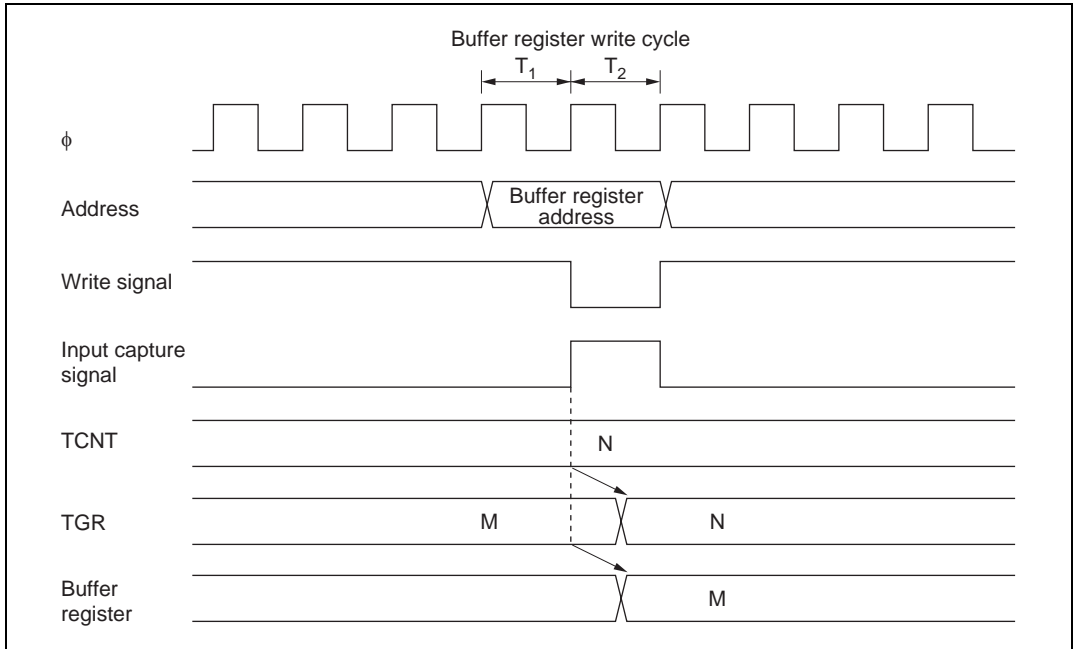 Buffer register write cycle
T1 T2
ϕ
Address
Buffer register
address
Write signal
Input capture
signal
TCNT
N
TGR
M N
Buffer
register
M